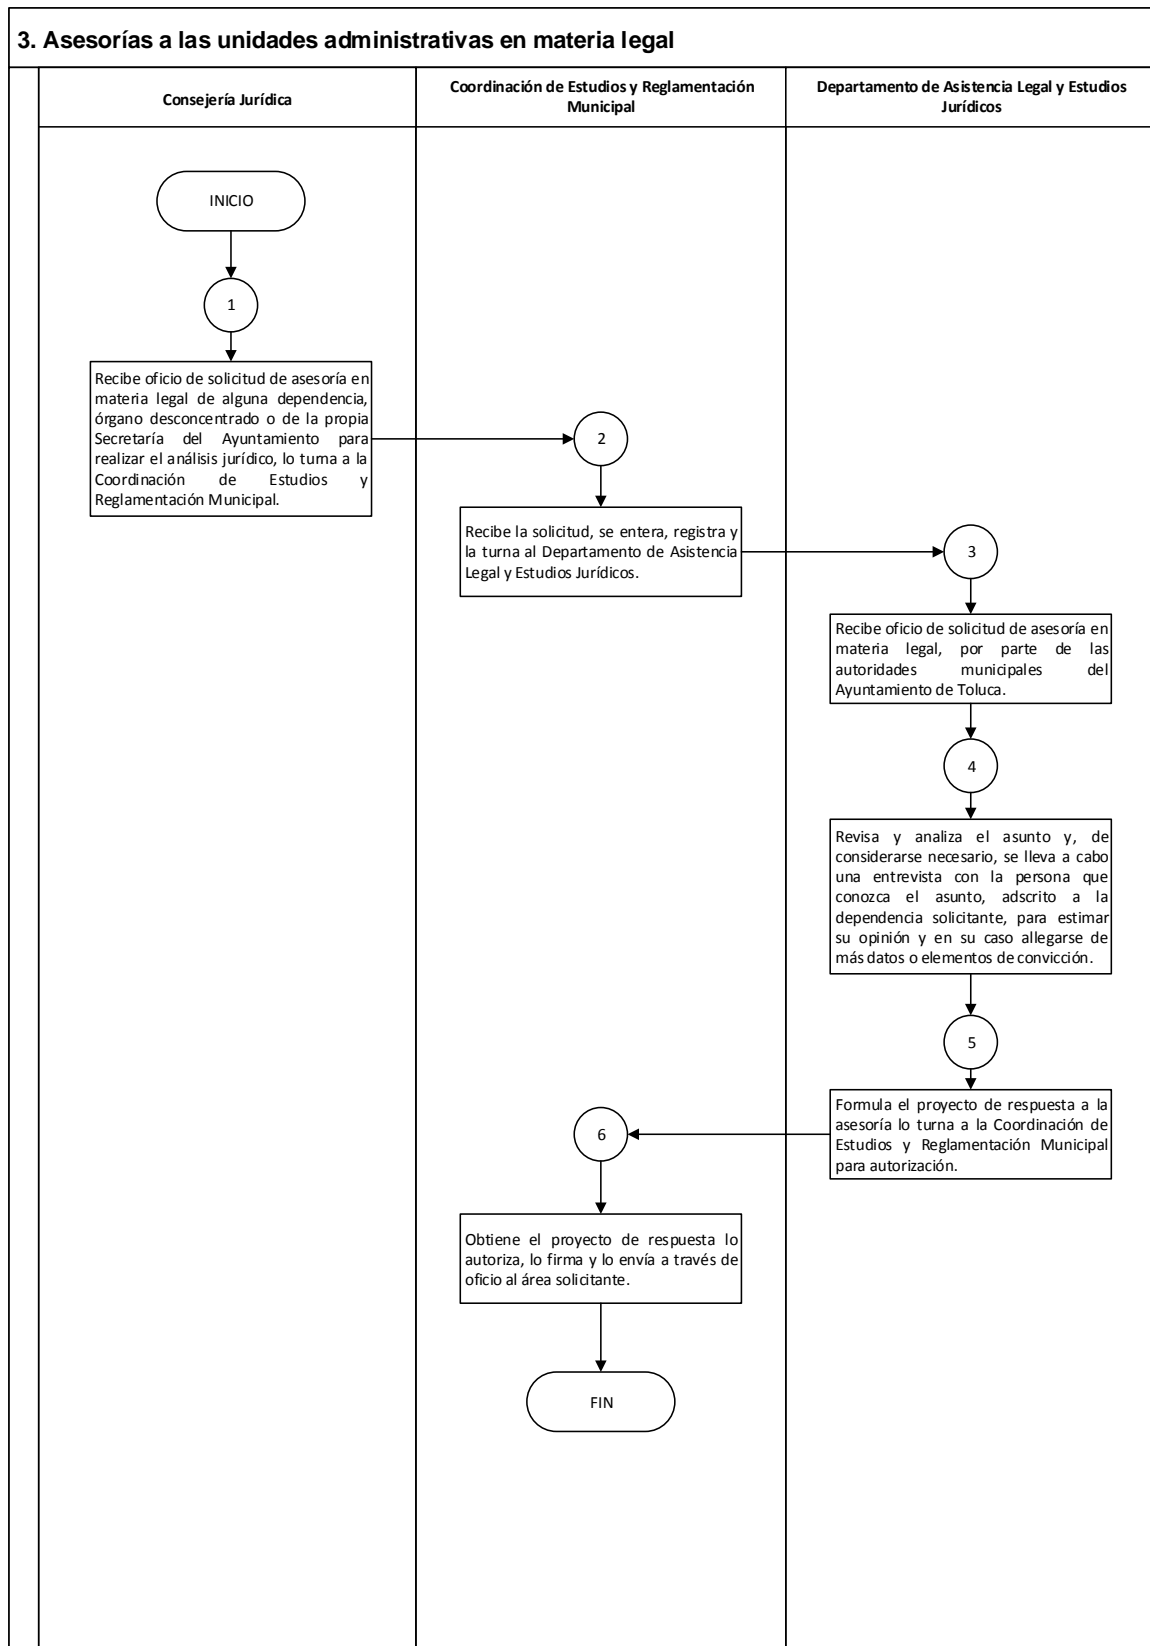 3. Asesorías a las unidades administrativas en materia legal
Consejería Jurídica
Coordinación de Estudios y Reglamentación
Municipal
Departamento de Asistencia Legal y Estudios
Jurídicos
INICIO
1
Recibe oficio de solicitud de asesoría en
materia legal de alguna dependencia,
órgano desconcentrado o de la propia
Secretaría del Ayuntamiento para
realizar el análisis jurídico, lo turna a la
Coordinación de Estudios y
Reglamentación Municipal.
2
Recibe la solicitud, se entera, registra y
la turna al Departamento de Asistencia
Legal y Estudios Jurídicos.
3
Recibe oficio de solicitud de asesoría en
materia legal, por parte de las
autoridades municipales del
Ayuntamiento de Toluca.
4
Revisa y analiza el asunto y, de
considerarse necesario, se lleva a cabo
una entrevista con la persona que
conozca el asunto, adscrito a la
dependencia solicitante, para estimar
su opinión y en su caso allegarse de
más datos o elementos de convicción.
5
Formula el proyecto de respuesta a la
asesoría lo turna a la Coordinación de
Estudios y Reglamentación Municipal
para autorización.
6
Obtiene el proyecto de respuesta lo
autoriza, lo firma y lo envía a través de
oficio al área solicitante.
FIN